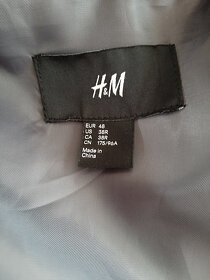 H&M
EUR 48
US 38R
CA 38R
CN 175/96A
Made in
China